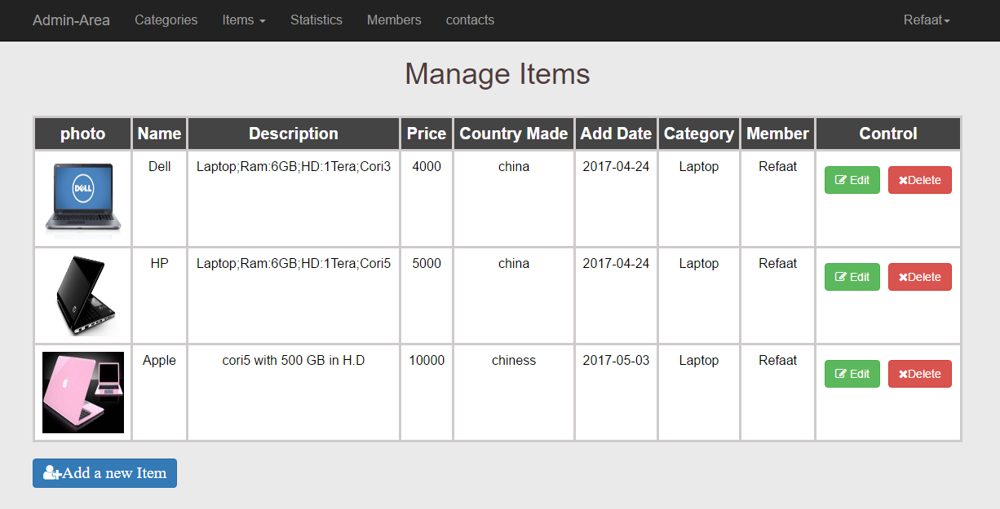 Admin-Area Categories Items Statistics Members contacts Refaat
Manage Items
photo Name Description Price Country Made Add Date Category Member Control
DELL Dell Laptop;Ram:6GB;HD:1Tera;Cori3 4000 china 2017-04-24 Laptop Refaat Edit Delete
HP Laptop;Ram:6GB;HD:1Tera;Cori5 5000 china 2017-04-24 Laptop Refaat Edit Delete
Apple cori5 with 500 GB in H.D 10000 chiness 2017-05-03 Laptop Refaat Edit Delete
Add a new Item